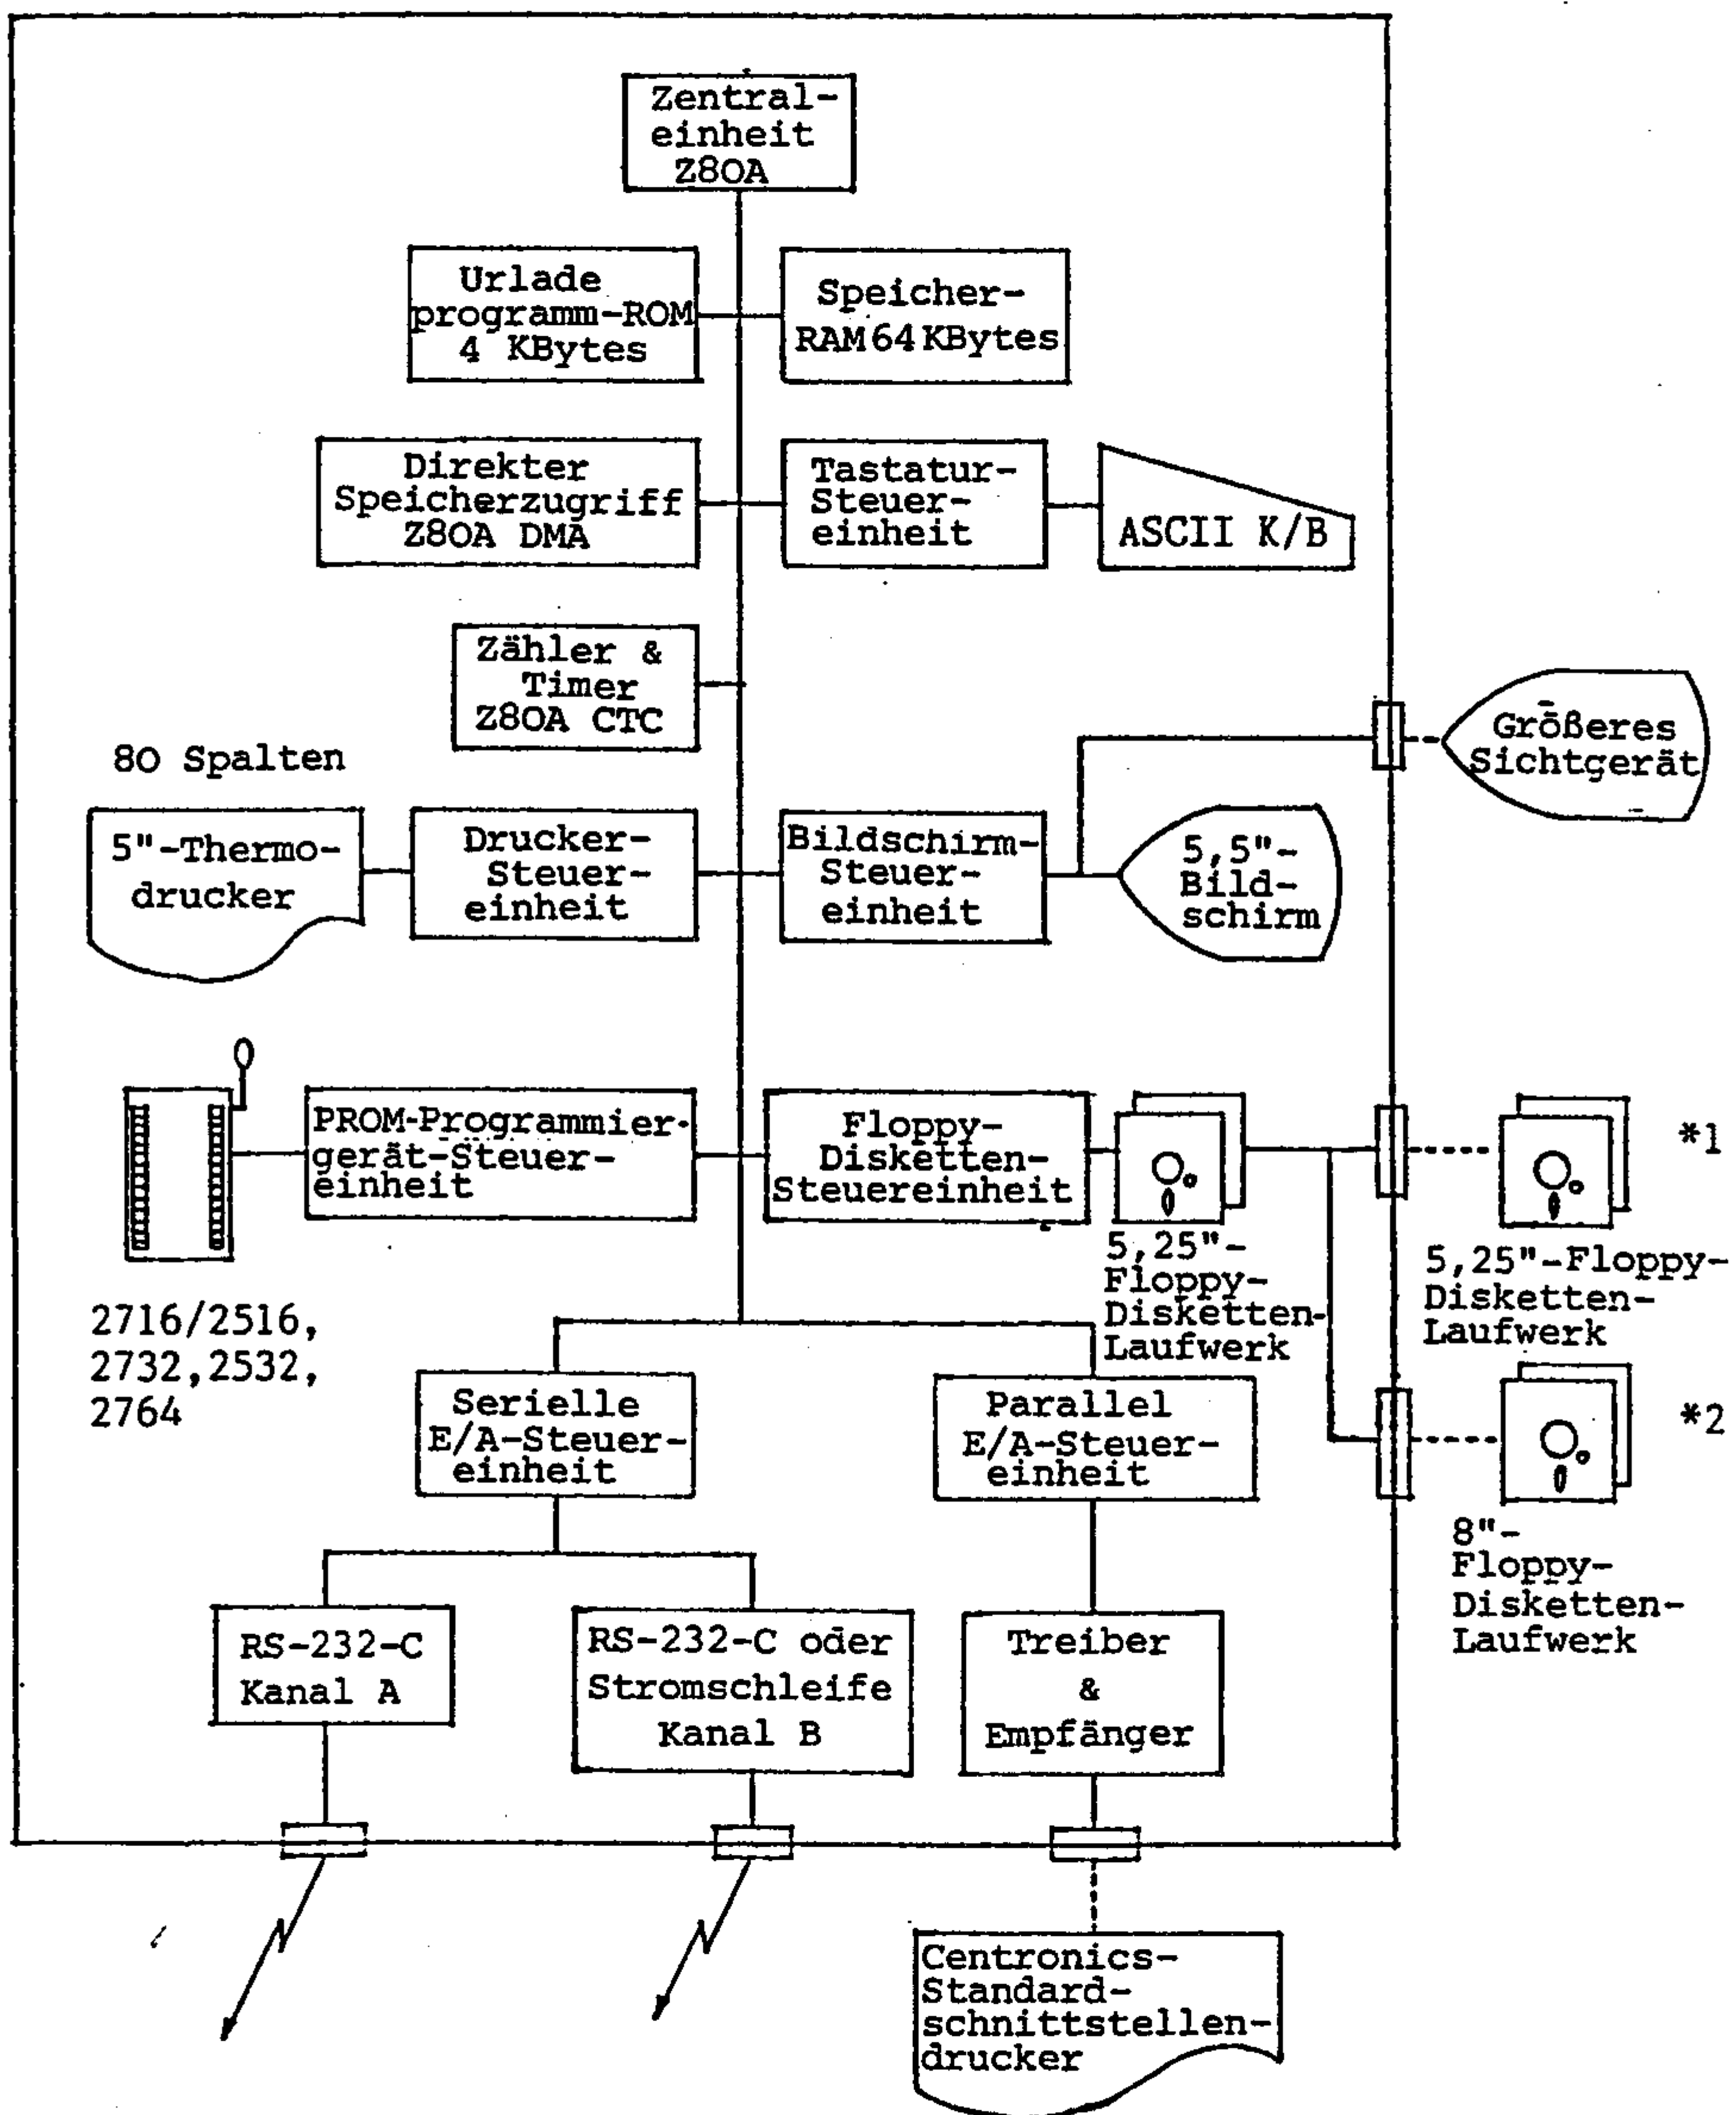 Zentral-
einheit
Z80A
Urlade
programm-ROM
4 KBytes
Speicher-
RAM 64 KBytes
Direkter
Speicherzugriff
Z80A DMA
Tastatur-
Steuer-
einheit
ASCII K/B
Zähler &
Timer
Z80A CTC
Größeres
Sichtgerät
80 Spalten
5"-Thermo-
drucker
Drucker-
Steuer-
einheit
Bildschirm-
Steuer-
einheit
5,5"-
Bild-
schirm
PROM-Programmier-
gerät-Steuer-
einheit
Floppy-
Disketten-
Steuereinheit
5,25"-
Floppy-
Disketten-
Laufwerk
*1
5,25"-Floppy-
Disketten-
Laufwerk
2716/2516,
2732,2532,
2764
Serielle
E/A-Steuer-
einheit
Parallel
E/A-Steuer-
einheit
*2
8"-
Floppy-
Disketten-
Laufwerk
RS-232-C
Kanal A
RS-232-C oder
Stromschleife
Kanal B
Treiber
&
Empfänger
Centronics-
Standard-
schnittstellen-
drucker